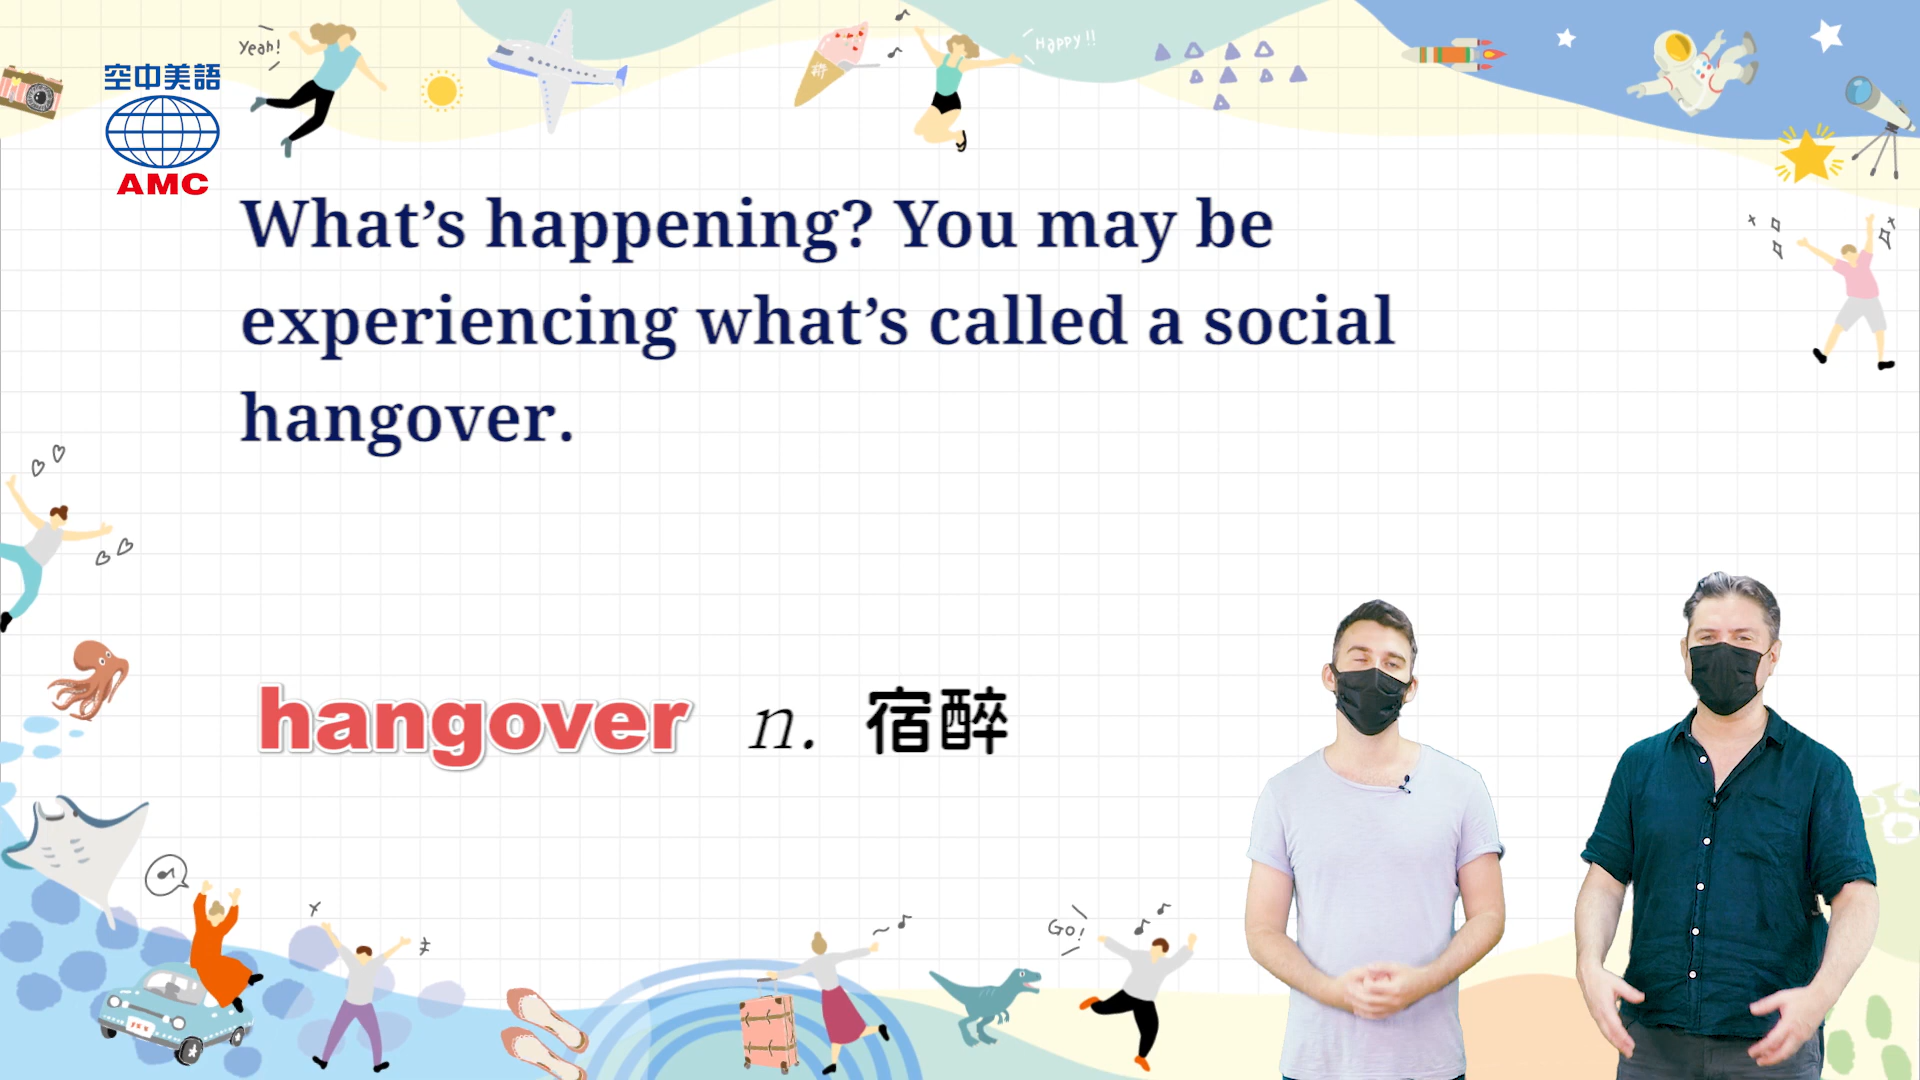 Yeah!
Happy!!
空中美語
AMC
What's happening? You may be
experiencing what's called a social
hangover.
hangover n. 宿醉
Go!